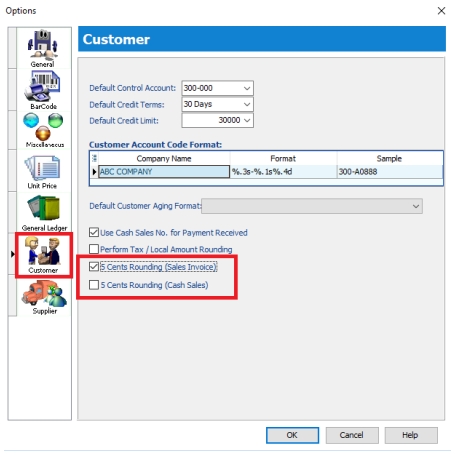 Options
Customer
General
BarCode
Miscellaneous
Unit Price
General Ledger
Customer
Supplier
Default Control Account: 300-000
Default Credit Terms: 30 Days
Default Credit Limit: 30000
Customer Account Code Format:
Company Name Format Sample
ABC COMPANY %.3s-%.1s%.4d 300-A0888
Default Customer Aging Format:
Use Cash Sales No. for Payment Received
Perform Tax / Local Amount Rounding
5 Cents Rounding (Sales Invoice)
5 Cents Rounding (Cash Sales)
OK Cancel Help